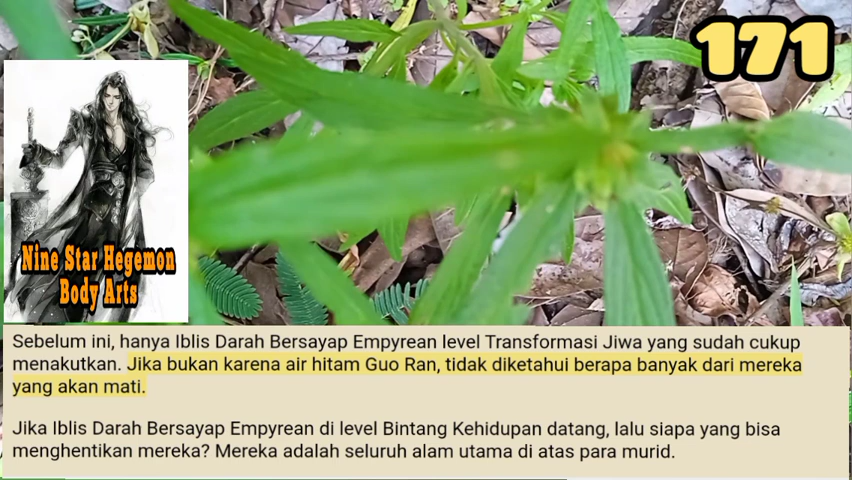 171
Nine Star Hegemon
Body Arts
Sebelum ini, hanya Iblis Darah Bersayap Empyrean level Transformasi Jiwa yang sudah cukup
menakutkan. Jika bukan karena air hitam Guo Ran, tidak diketahui berapa banyak dari mereka
yang akan mati.
Jika Iblis Darah Bersayap Empyrean di level Bintang Kehidupan datang, lalu siapa yang bisa
menghentikan mereka? Mereka adalah seluruh alam utama di atas para murid.